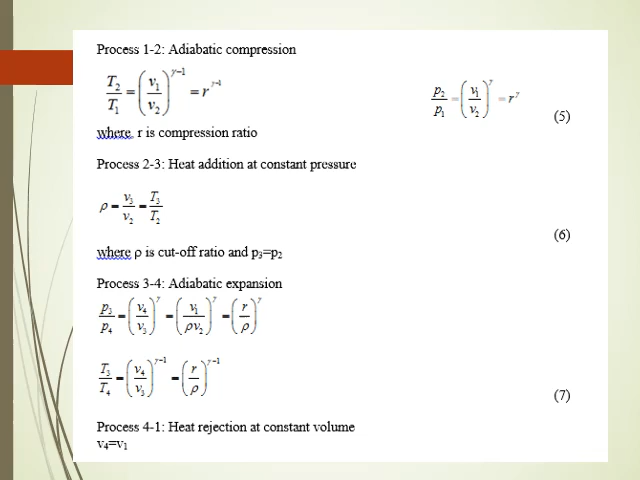 Process 1-2: Adiabatic compression
T₂/T₁ = (v₁/v₂)^(γ−1) = r^(γ−1)    p₂/p₁ = (v₁/v₂)^γ = r^γ
(5)
where, r is compression ratio
Process 2-3: Heat addition at constant pressure
ρ = v₃/v₂ = T₃/T₂
(6)
where ρ is cut-off ratio and p₃=p₂
Process 3-4: Adiabatic expansion
p₃/p₄ = (v₄/v₃)^γ = (v₁/ρv₂)^γ = (r/ρ)^γ
T₃/T₄ = (v₄/v₃)^(γ−1) = (r/ρ)^(γ−1)
(7)
Process 4-1: Heat rejection at constant volume
v₄=v₁